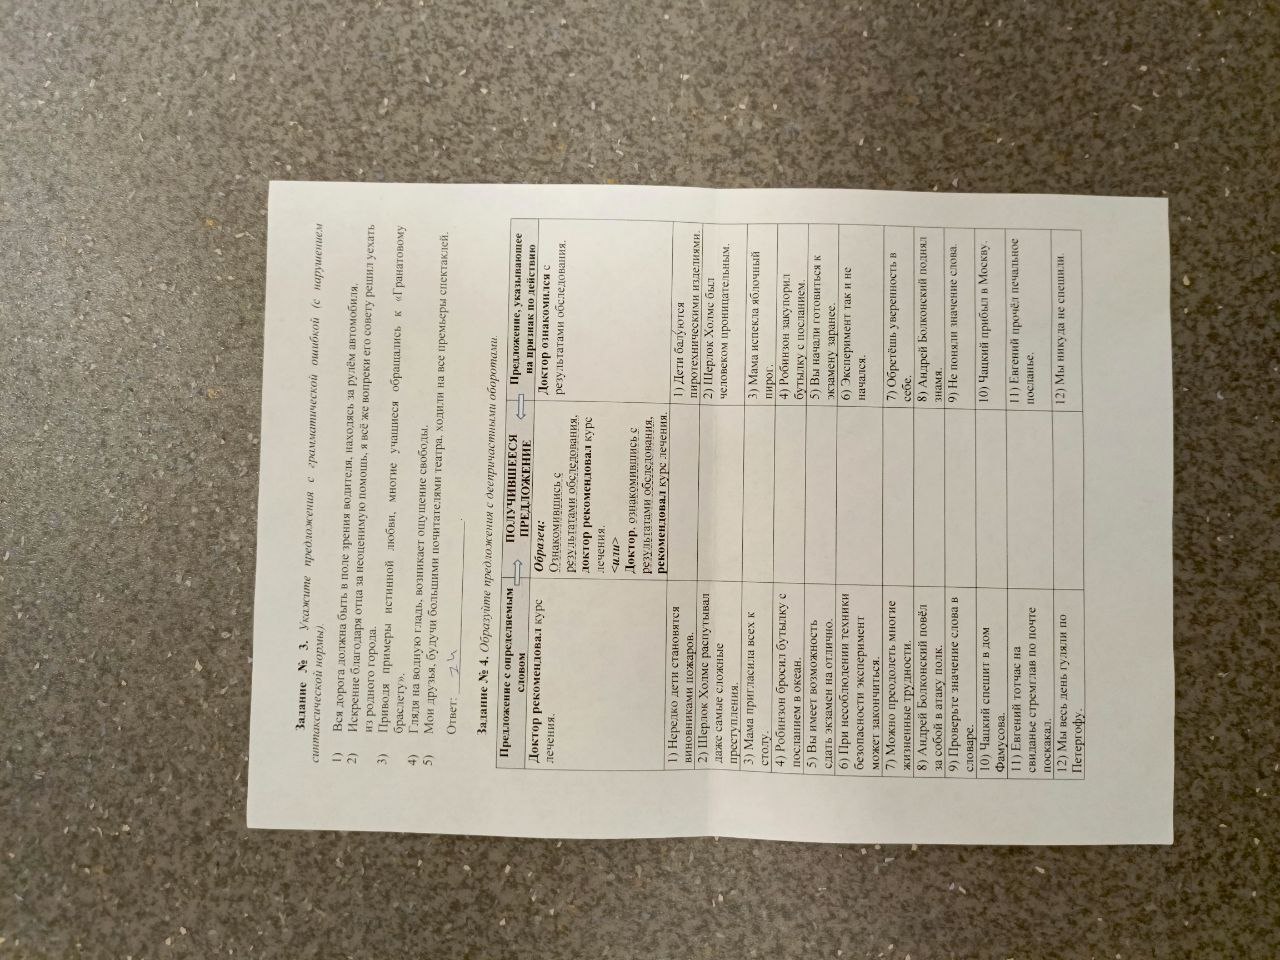 Задание № 3. Укажите предложения с грамматической ошибкой (с нарушением
синтаксической нормы).
1) Вся дорога должна быть в поле зрения водителя, находясь за рулём автомобиля.
2) Искренне благодаря отца за неоценимую помощь, я всё же вопреки его совету решил уехать
из родного города.
3) Приводя примеры истинной любви, многие учащиеся обращались к «Гранатовому
браслету».
4) Глядя на водную гладь, возникает ощущение свободы.
5) Мои друзья, будучи большими почитателями театра, ходили на все премьеры спектаклей.
Ответ:
Задание № 4. Образуйте предложения с деепричастными оборотами.
Предложение с определяемым
словом
ПОЛУЧИВШЕЕСЯ
ПРЕДЛОЖЕНИЕ
Предложение, указывающее
на признак по действию
Доктор рекомендовал курс
лечения.
Образец:
Ознакомившись с
результатами обследования,
доктор рекомендовал курс
лечения.
<или>
Доктор, ознакомившись с
результатами обследования,
рекомендовал курс лечения.
Доктор ознакомился с
результатами обследования.
1) Нередко дети становятся
виновниками пожаров.
1) Дети балуются
пиротехническими изделиями.
2) Шерлок Холмс распутывал
даже самые сложные
преступления.
2) Шерлок Холмс был
человеком проницательным.
3) Мама пригласила всех к
столу.
3) Мама испекла яблочный
пирог.
4) Робинзон бросил бутылку с
посланием в океан.
4) Робинзон закупорил
бутылку с посланием.
5) Вы имеет возможность
сдать экзамен на отлично.
5) Вы начали готовиться к
экзамену заранее.
6) При несоблюдении техники
безопасности эксперимент
может закончиться.
6) Эксперимент так и не
начался.
7) Можно преодолеть многие
жизненные трудности.
7) Обретёшь уверенность в
себе.
8) Андрей Болконский повёл
за собой в атаку полк.
8) Андрей Болконский поднял
знамя.
9) Проверьте значение слова в
словаре.
9) Не поняли значение слова.
10) Чацкий спешит в дом
Фамусова.
10) Чацкий прибыл в Москву.
11) Евгений тотчас на
свиданье стремглав по почте
поскакал.
11) Евгений прочёл печальное
посланье.
12) Мы весь день гуляли по
Петергофу.
12) Мы никуда не спешили.